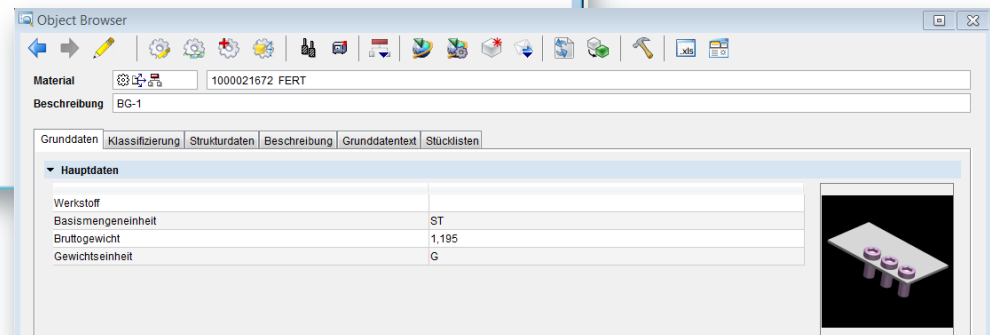 Object Browser
.xls
Material
1000021672 FERT
Beschreibung
BG-1
Grunddaten Klassifizierung Strukturdaten Beschreibung Grunddatentext Stücklisten
Hauptdaten
Werkstoff
Basismengeneinheit ST
Bruttogewicht 1,195
Gewichtseinheit G